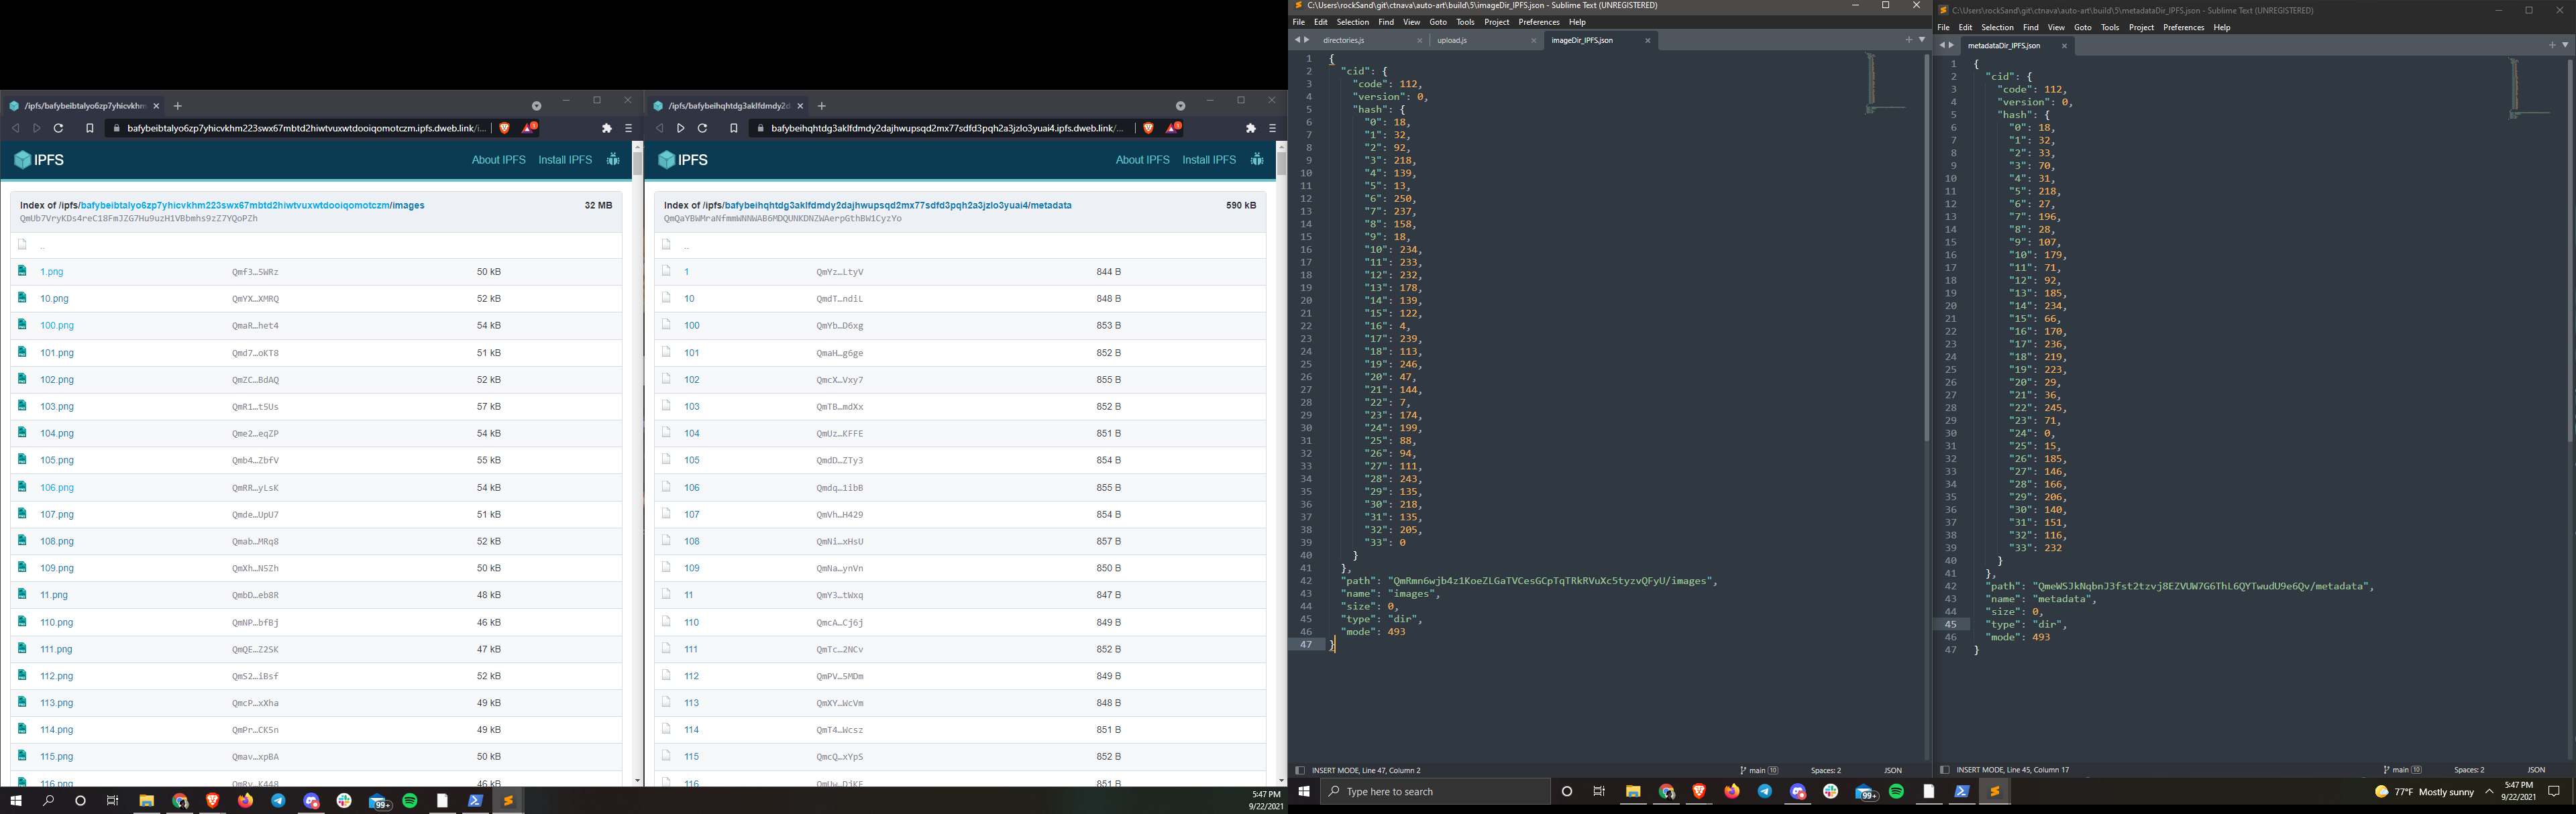 /ipfs/bafybeibtalyo6zp7yhicvkhm
bafybeibtalyo6zp7yhicvkhm223swx67mbtd2hiwtvuxwtdooiqomotczm.ipfs.dweb.link/i...
IPFS
About IPFS Install IPFS
Index of /ipfs/bafybeibtalyo6zp7yhicvkhm223swx67mbtd2hiwtvuxwtdooiqomotczm/images 32 MB
QmUb7VryKDs4reC18FmJZG7Hu9uzH1VBbmhs9zZ7YQoPZh
..
1.png Qmf3…5WRz 50 kB
10.png QmYX…XMRQ 52 kB
100.png QmaR…het4 54 kB
101.png Qmd7…oKT8 51 kB
102.png QmZC…BdAQ 52 kB
103.png QmR1…t5Us 57 kB
104.png Qme2…eqZP 54 kB
105.png Qmb4…ZbfV 55 kB
106.png QmRR…yLsK 54 kB
107.png Qmde…UpU7 51 kB
108.png Qmab…MRq8 52 kB
109.png QmXh…N5Zh 50 kB
11.png QmbD…eb8R 48 kB
110.png QmNP…bfBj 46 kB
111.png QmQE…Z2SK 47 kB
112.png QmS2…iBsf 52 kB
113.png QmcP…xXha 49 kB
114.png QmPr…CK5n 49 kB
115.png Qmav…xpBA 50 kB
116.png QmRv…K448 46 kB
/ipfs/bafybeihqhtdg3aklfdmdy2d
bafybeihqhtdg3aklfdmdy2dajhwupsqd2mx77sdfd3pqh2a3jzlo3yuai4.ipfs.dweb.link/...
IPFS
About IPFS Install IPFS
Index of /ipfs/bafybeihqhtdg3aklfdmdy2dajhwupsqd2mx77sdfd3pqh2a3jzlo3yuai4/metadata 590 kB
QmQaYBWMraNfmmWNNWAB6MDQUNKDNZWAerpGthBW1CyzYo
..
1 QmYz…LtyV 844 B
10 QmdT…ndiL 848 B
100 QmYb…D6xg 853 B
101 QmaH…g6ge 852 B
102 QmcX…Vxy7 855 B
103 QmTB…mdXx 852 B
104 QmUz…KFFE 851 B
105 QmdD…ZTy3 854 B
106 Qmdq…1ibB 855 B
107 QmVh…H429 854 B
108 QmNi…xHsU 857 B
109 QmNa…ynVn 850 B
11 QmY3…tWxq 847 B
110 QmcA…Cj6j 849 B
111 QmTc…2NCv 852 B
112 QmPV…5MDm 849 B
113 QmXY…WcVm 848 B
114 QmT4…Wcsz 851 B
115 QmcQ…xYpS 852 B
116 851 B
99+
5:47 PM
9/22/2021
C:\Users\rockSand\git\ctnava\auto-art\build\5\imageDir_IPFS.json - Sublime Text (UNREGISTERED)
File Edit Selection Find View Goto Tools Project Preferences Help
directories.js upload.js imageDir_IPFS.json
1 {
2 "cid": {
3 "code": 112,
4 "version": 0,
5 "hash": {
6 "0": 18,
7 "1": 32,
8 "2": 92,
9 "3": 218,
10 "4": 139,
11 "5": 13,
12 "6": 250,
13 "7": 237,
14 "8": 158,
15 "9": 18,
16 "10": 234,
17 "11": 233,
18 "12": 232,
19 "13": 178,
20 "14": 139,
21 "15": 122,
22 "16": 4,
23 "17": 239,
24 "18": 113,
25 "19": 246,
26 "20": 47,
27 "21": 144,
28 "22": 7,
29 "23": 174,
30 "24": 199,
31 "25": 88,
32 "26": 94,
33 "27": 111,
34 "28": 243,
35 "29": 135,
36 "30": 218,
37 "31": 135,
38 "32": 205,
39 "33": 0
40 }
41 },
42 "path": "QmRmn6wjb4z1KoeZLGaTVCesGCpTqTRkRVuXc5tyzvQFyU/images",
43 "name": "images",
44 "size": 0,
45 "type": "dir",
46 "mode": 493
47 }
INSERT MODE, Line 47, Column 2 main 10 Spaces: 2 JSON
Type here to search
99+
C:\Users\rockSand\git\ctnava\auto-art\build\5\metadataDir_IPFS.json - Sublime Text (UNREGISTERED)
File Edit Selection Find View Goto Tools Project Preferences Help
metadataDir_IPFS.json
1 {
2 "cid": {
3 "code": 112,
4 "version": 0,
5 "hash": {
6 "0": 18,
7 "1": 32,
8 "2": 33,
9 "3": 70,
10 "4": 31,
11 "5": 218,
12 "6": 27,
13 "7": 196,
14 "8": 28,
15 "9": 107,
16 "10": 179,
17 "11": 71,
18 "12": 92,
19 "13": 185,
20 "14": 234,
21 "15": 66,
22 "16": 170,
23 "17": 236,
24 "18": 219,
25 "19": 223,
26 "20": 29,
27 "21": 36,
28 "22": 245,
29 "23": 71,
30 "24": 0,
31 "25": 15,
32 "26": 185,
33 "27": 146,
34 "28": 166,
35 "29": 206,
36 "30": 140,
37 "31": 151,
38 "32": 116,
39 "33": 232
40 }
41 },
42 "path": "QmeWSJkNqbnJ3fst2tzvj8EZVUW7G6ThL6QYTwudU9e6Qv/metadata",
43 "name": "metadata",
44 "size": 0,
45 "type": "dir",
46 "mode": 493
47 }
INSERT MODE, Line 45, Column 17 main 10 Spaces: 2 JSON
77°F Mostly sunny
5:47 PM
9/22/2021